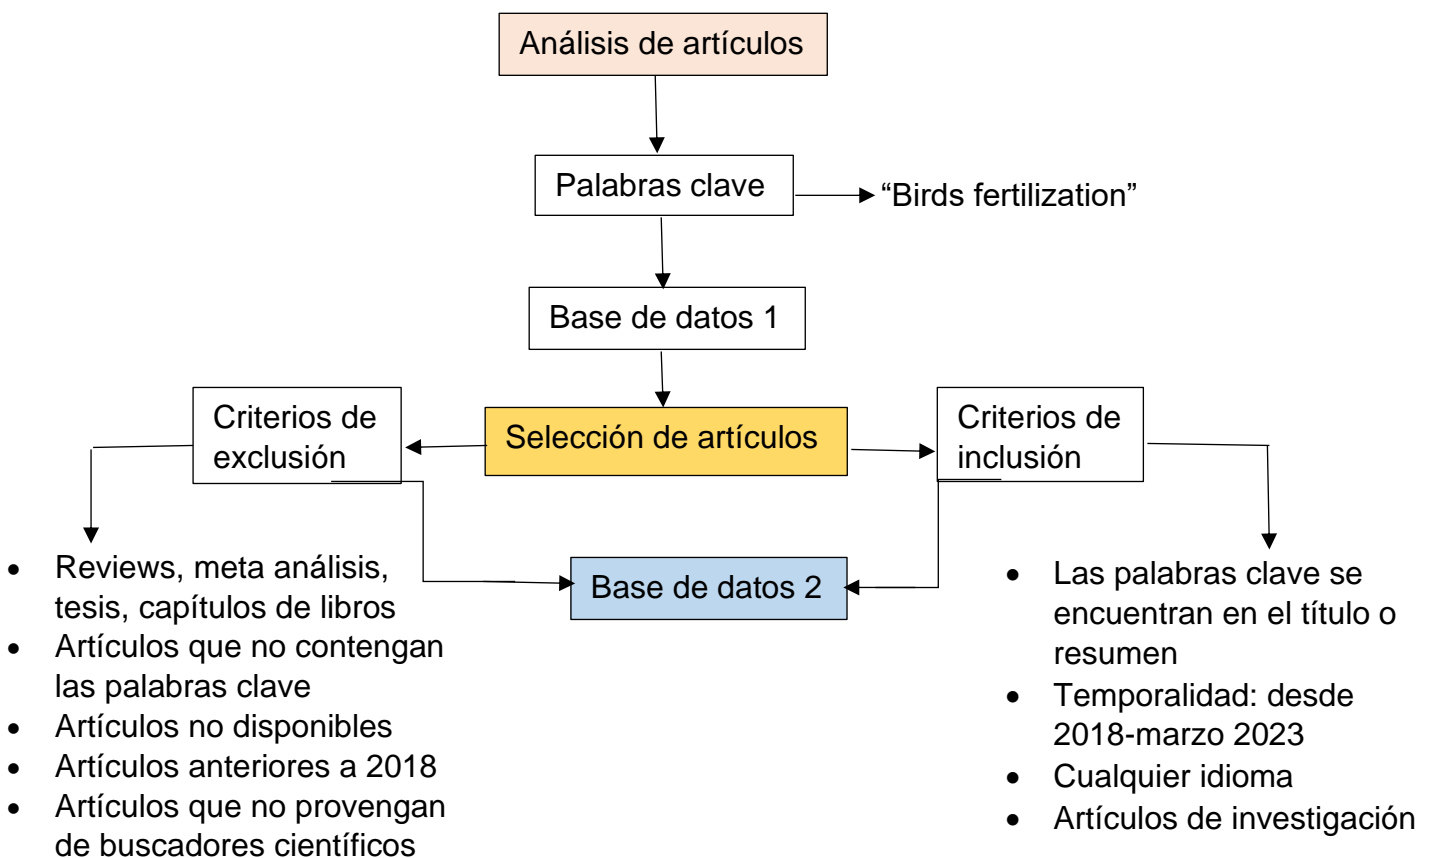 Análisis de artículos
Palabras clave
“Birds fertilization”
Base de datos 1
Selección de artículos
Criterios de
exclusión
Criterios de
inclusión
Base de datos 2
• Reviews, meta análisis,
tesis, capítulos de libros
• Artículos que no contengan
las palabras clave
• Artículos no disponibles
• Artículos anteriores a 2018
• Artículos que no provengan
de buscadores científicos
• Las palabras clave se
encuentran en el título o
resumen
• Temporalidad: desde
2018-marzo 2023
• Cualquier idioma
• Artículos de investigación